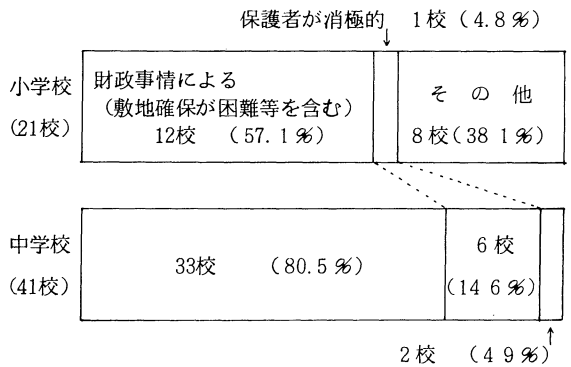 保護者が消極的 1校(4.8%)
小学校
(21校)
財政事情による
(敷地確保が困難等を含む)
12校 (57.1%)
その他
8校(38 1%)
中学校
(41校)
33校 (80.5%)
6校
(14 6%)
2校 (4 9%)